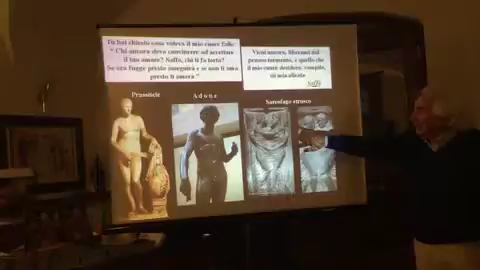 Tu hai chiesto cosa voleva il mio cuore folle
" Chi ancora devo convincere ad accettare
il tuo amore? Saffo, chi ti fa torto?
Se ora fugge presto inseguirà e se non ti ama
presto ti amerà "
Vieni ancora, liberami dal
penoso tormento, e quello che
il mio cuore desidera, compilo,
sii mia alleata
Saffo
Prassitele
Adone
Sarcofago etrusco